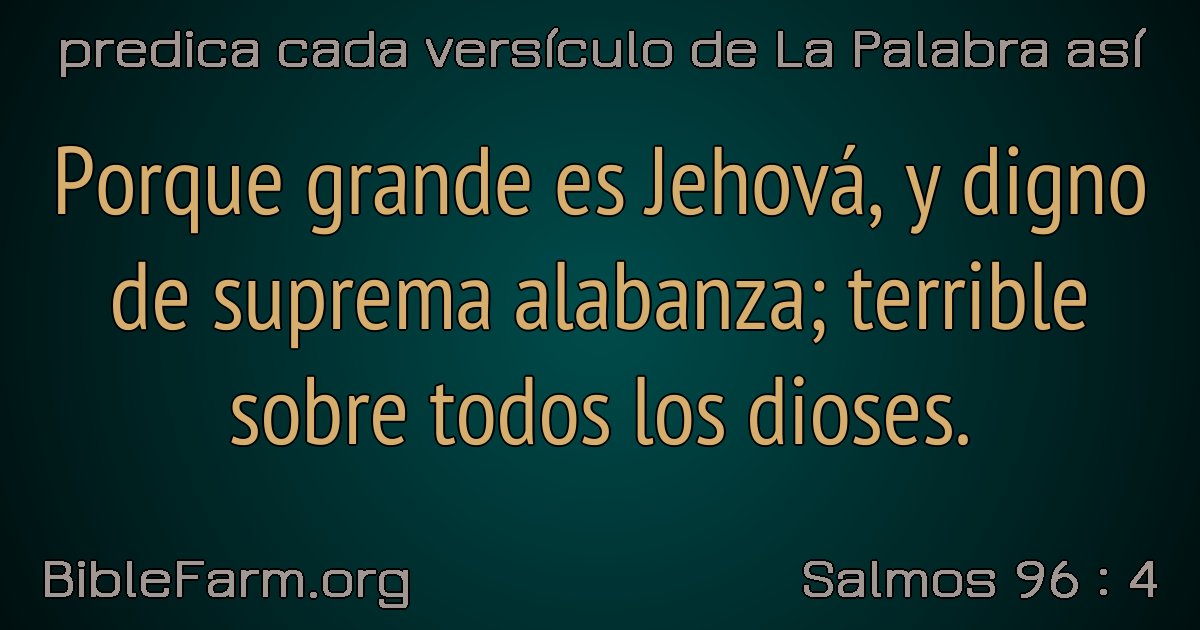 predica cada versículo de La Palabra así
Porque grande es Jehová, y digno
de suprema alabanza; terrible
sobre todos los dioses.
BibleFarm.org
Salmos 96 : 4